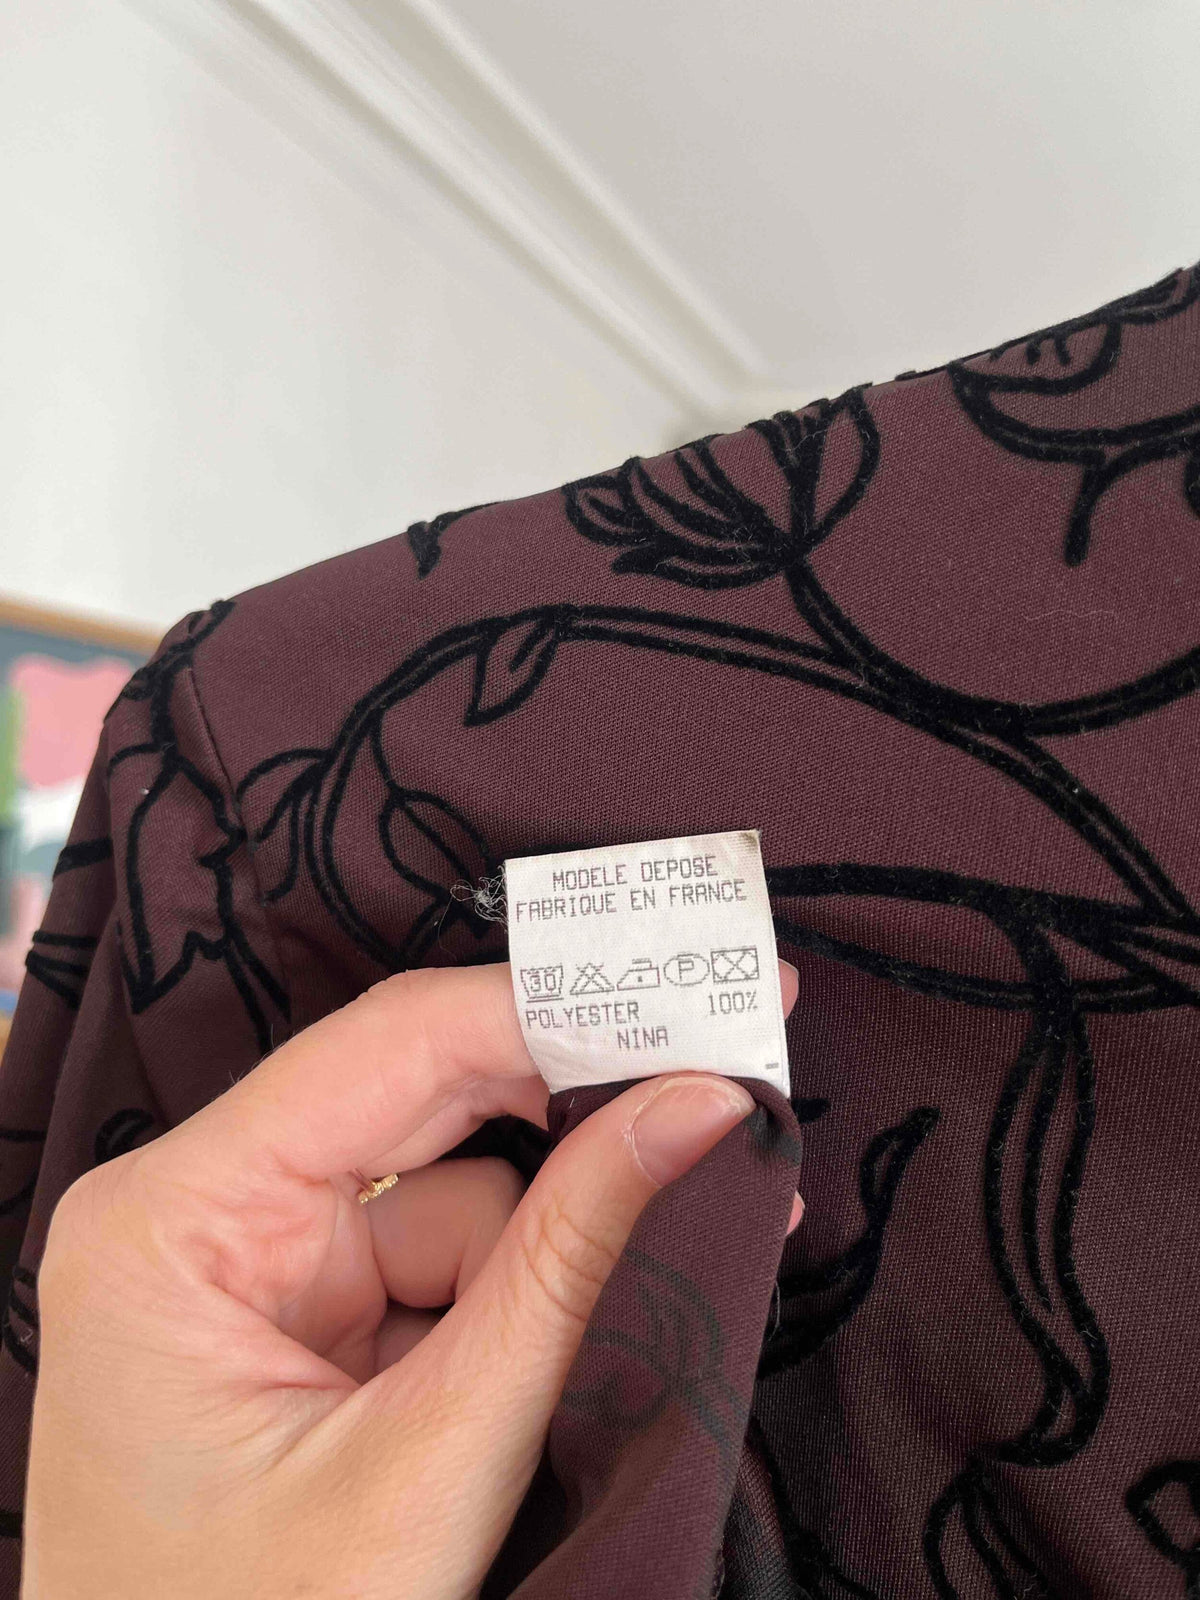 MODELE DEPOSE
FABRIQUE EN FRANCE
30 P
POLYESTER 100%
NINA